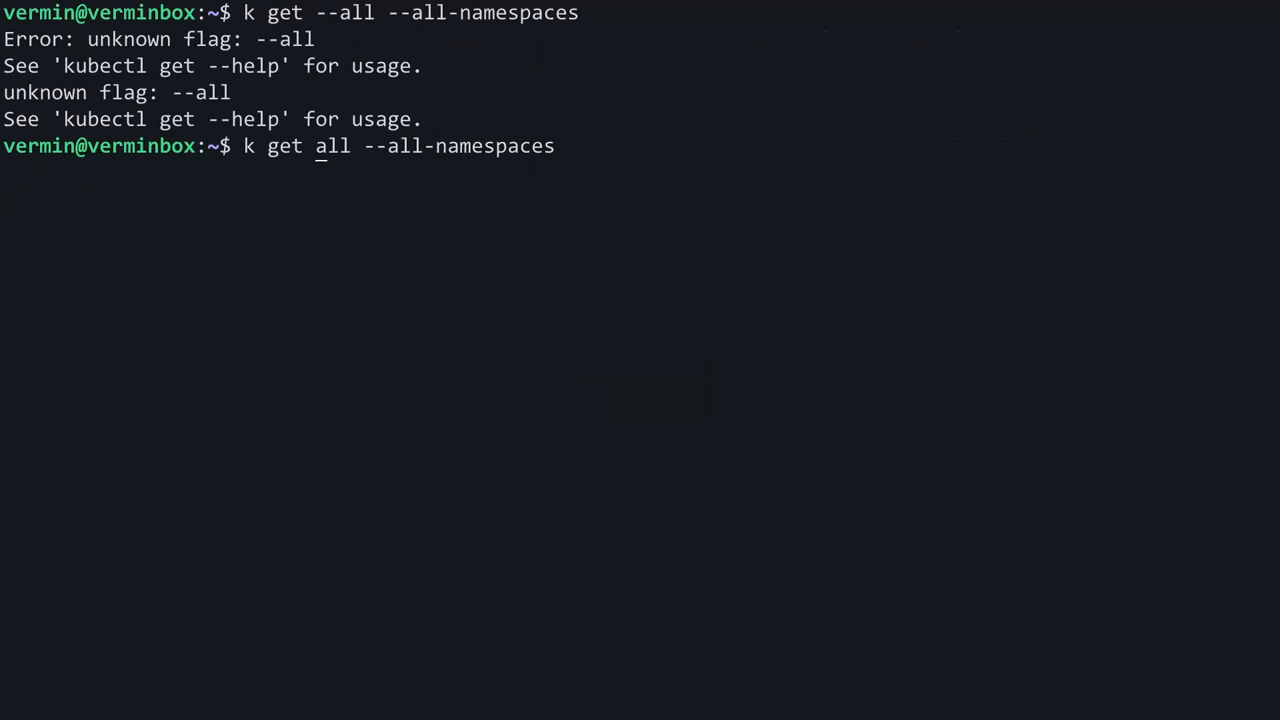 vermin@verminbox:~$ k get --all --all-namespaces
Error: unknown flag: --all
See 'kubectl get --help' for usage.
unknown flag: --all
See 'kubectl get --help' for usage.
vermin@verminbox:~$ k get all --all-namespaces